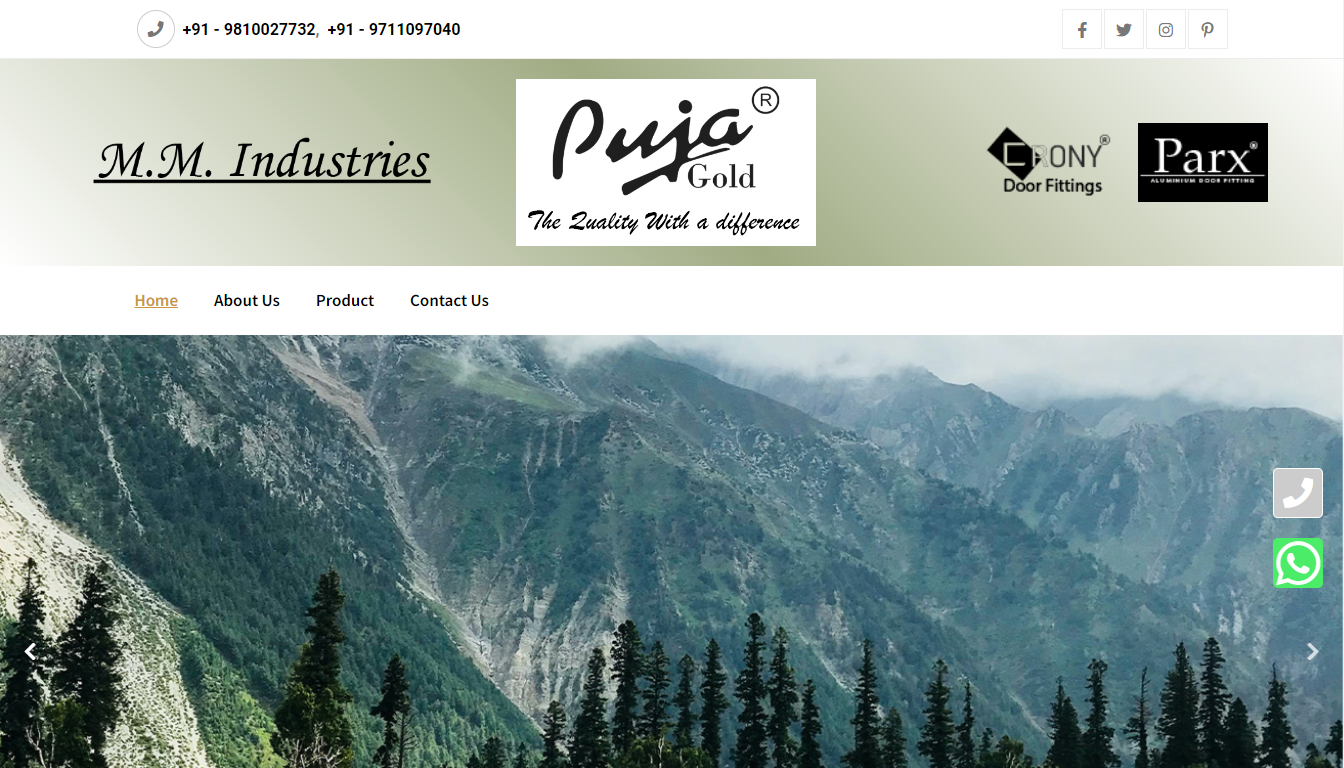 +91 - 9810027732, +91 - 9711097040
M.M. Industries
Puja ®
Gold
The Quality With a difference
CRONY®
Door Fittings
Parx®
ALUMINIUM DOOR FITTING
Home About Us Product Contact Us